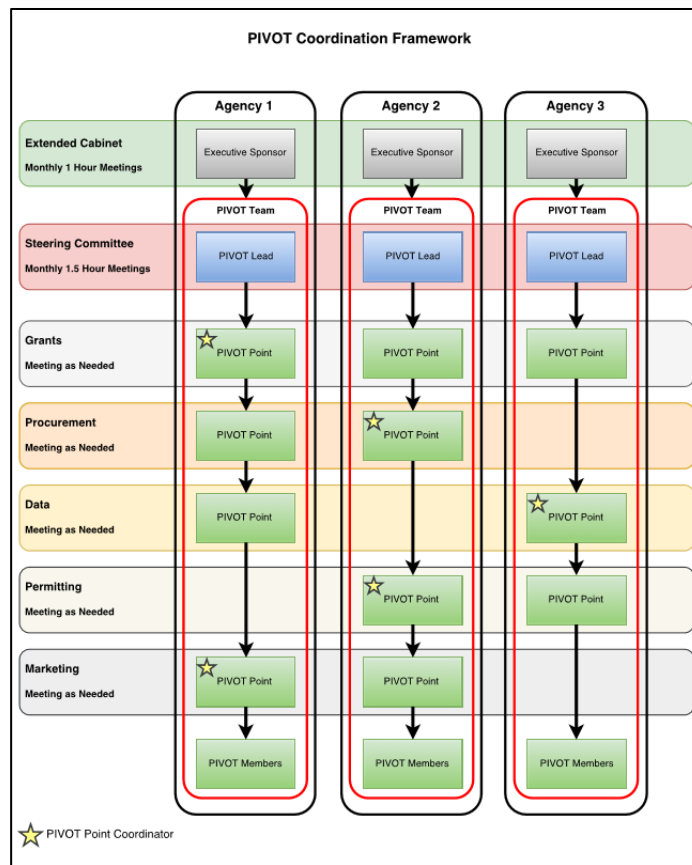 PIVOT Coordination Framework
Agency 1
Agency 2
Agency 3
Extended Cabinet
Monthly 1 Hour Meetings
Executive Sponsor
Executive Sponsor
Executive Sponsor
PIVOT Team
PIVOT Team
PIVOT Team
Steering Committee
Monthly 1.5 Hour Meetings
PIVOT Lead
PIVOT Lead
PIVOT Lead
Grants
Meeting as Needed
PIVOT Point
PIVOT Point
PIVOT Point
Procurement
Meeting as Needed
PIVOT Point
PIVOT Point
Data
Meeting as Needed
PIVOT Point
PIVOT Point
Permitting
Meeting as Needed
PIVOT Point
PIVOT Point
Marketing
Meeting as Needed
PIVOT Point
PIVOT Point
PIVOT Members
PIVOT Members
PIVOT Members
PIVOT Point Coordinator